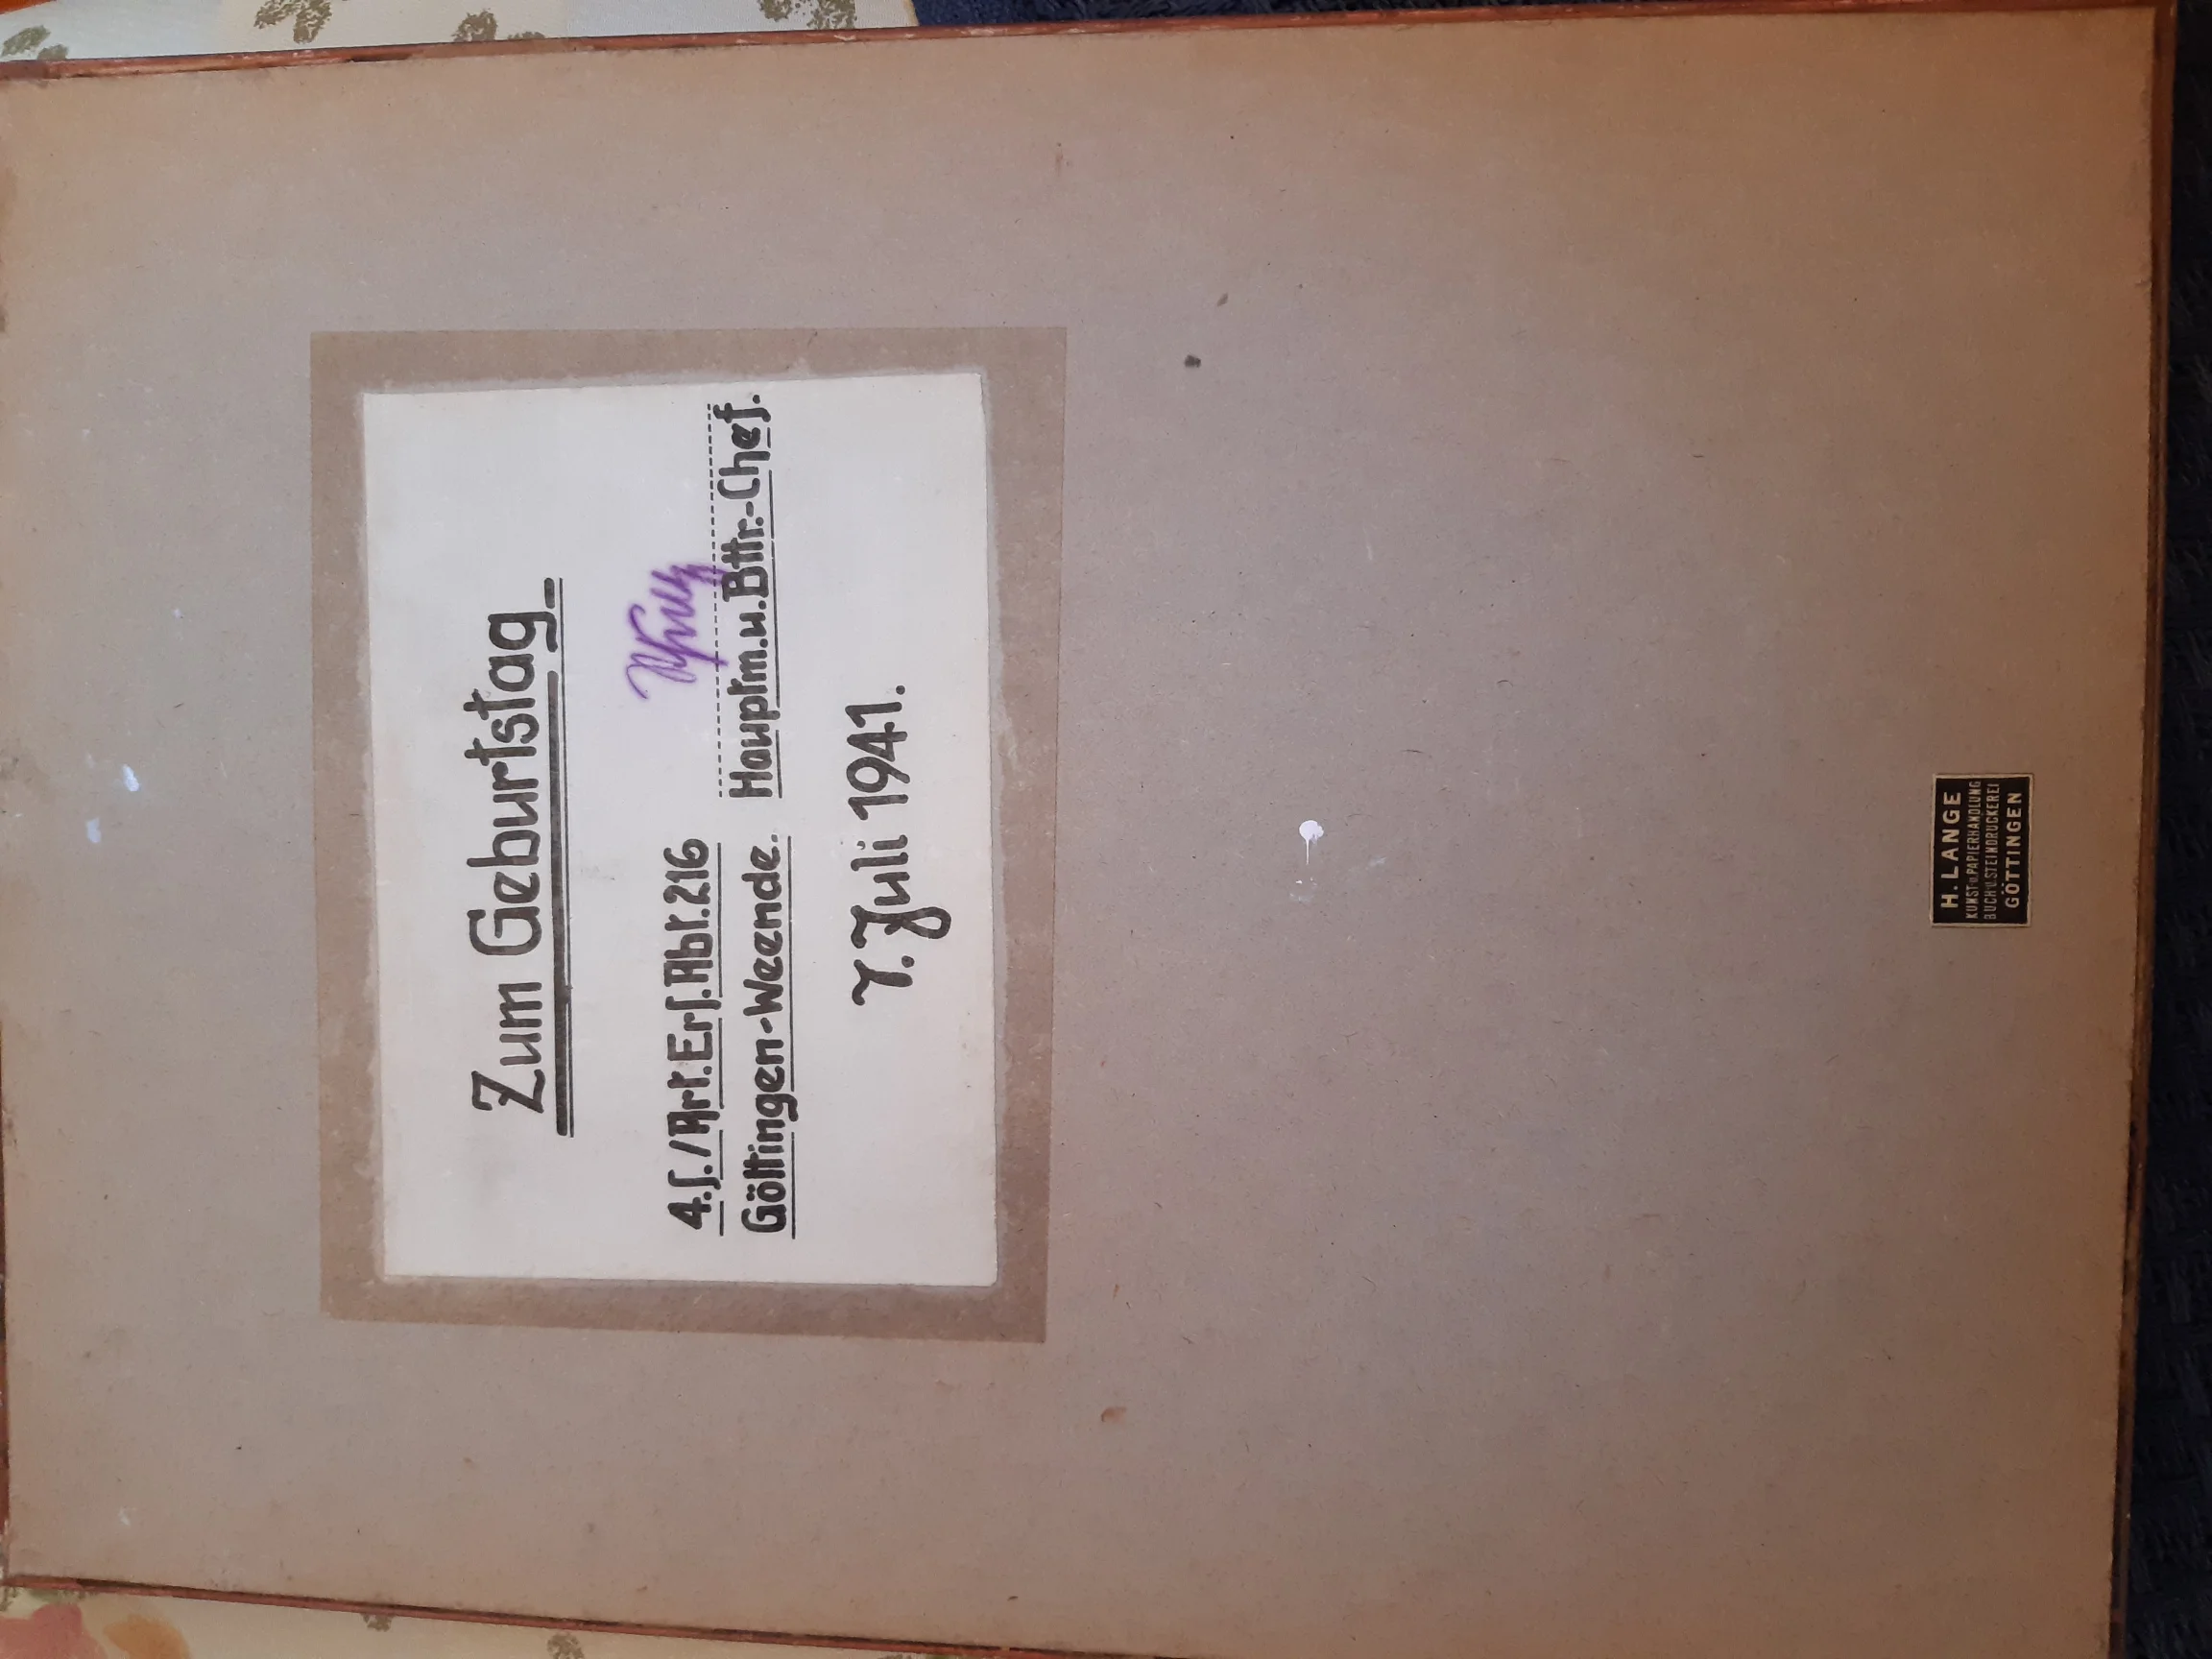 Zum Geburtstag
4.ſ./Art.Erſ.Abt.216
Göttingen-Weende.
Hauptm.u.Bttr.-Chef.
7. Juli 1941.
H. LANGE
KUNST u. PAPIERHANDLUNG
BUCH u. STEINDRUCKEREI
GÖTTINGEN